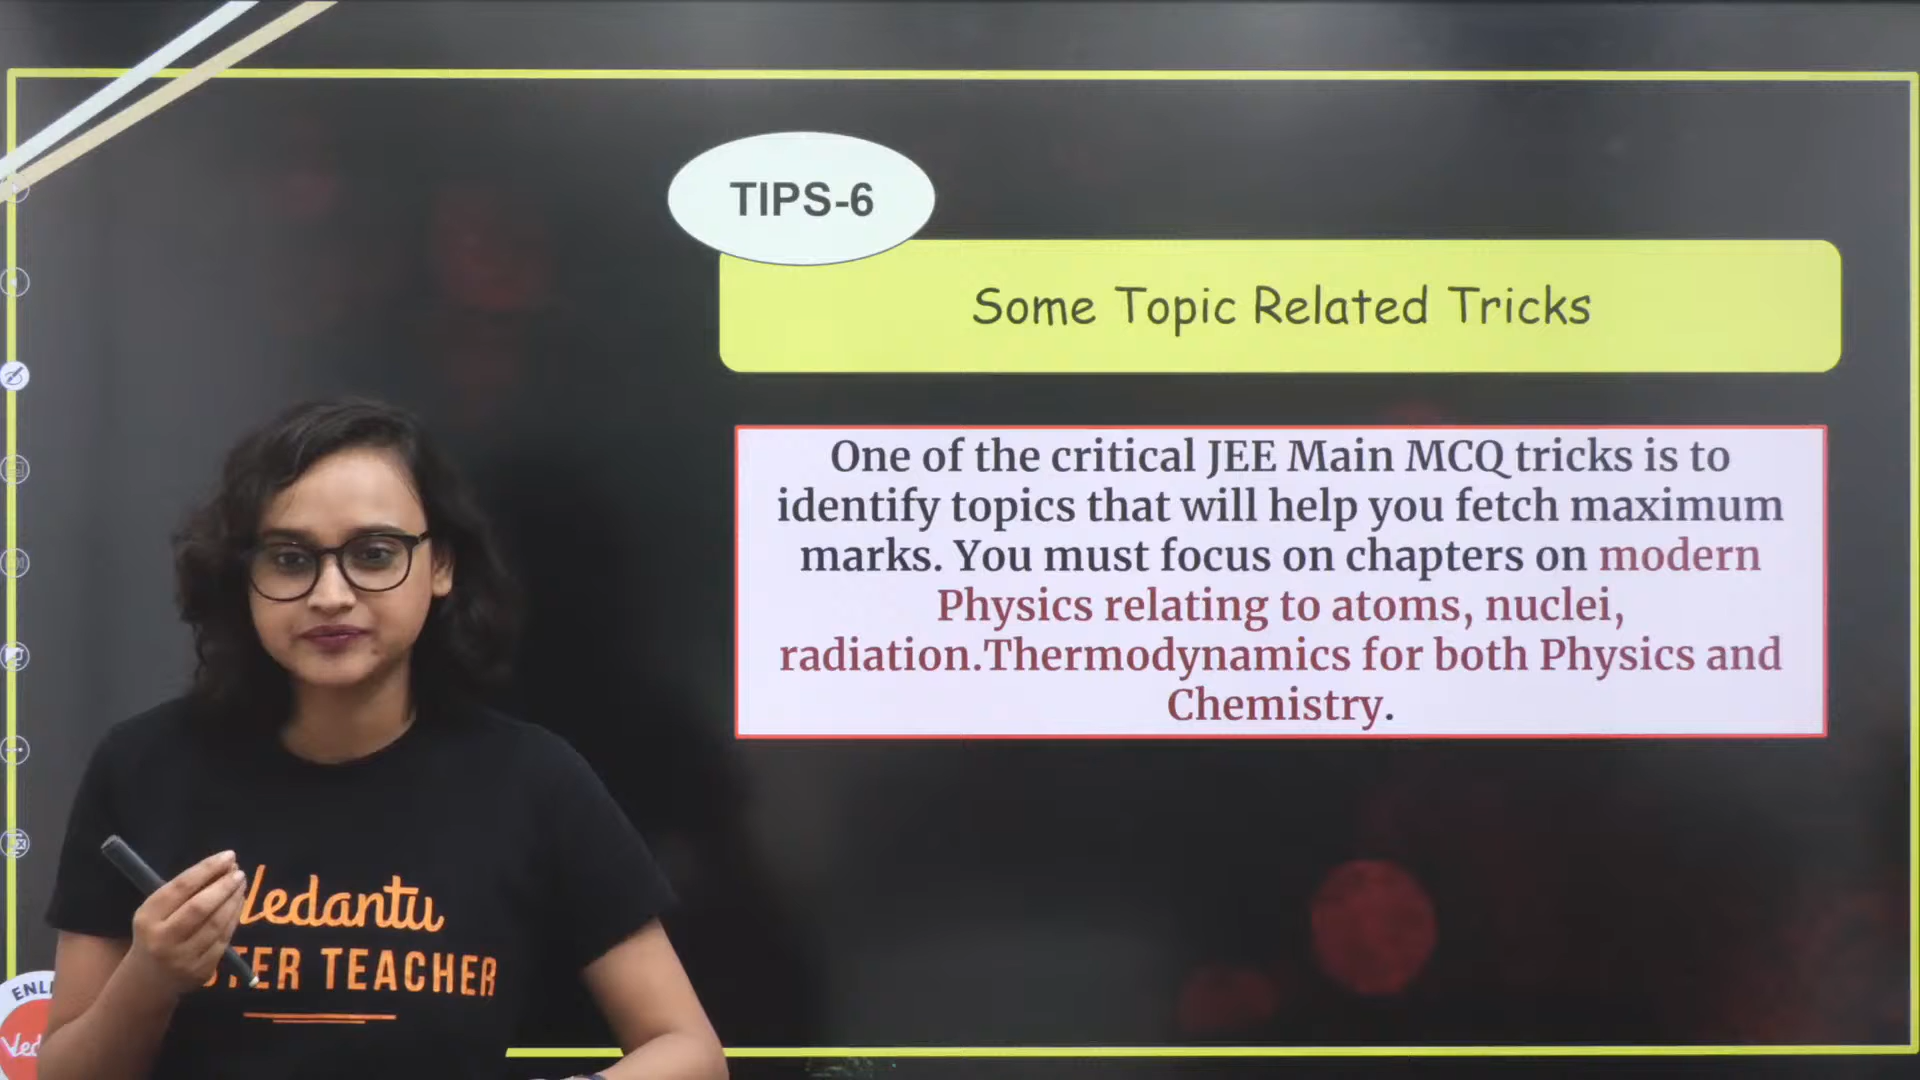 TIPS-6
Some Topic Related Tricks
One of the critical JEE Main MCQ tricks is to
identify topics that will help you fetch maximum
marks. You must focus on chapters on modern
Physics relating to atoms, nuclei,
radiation.Thermodynamics for both Physics and
Chemistry.
Vedantu
TEACHER